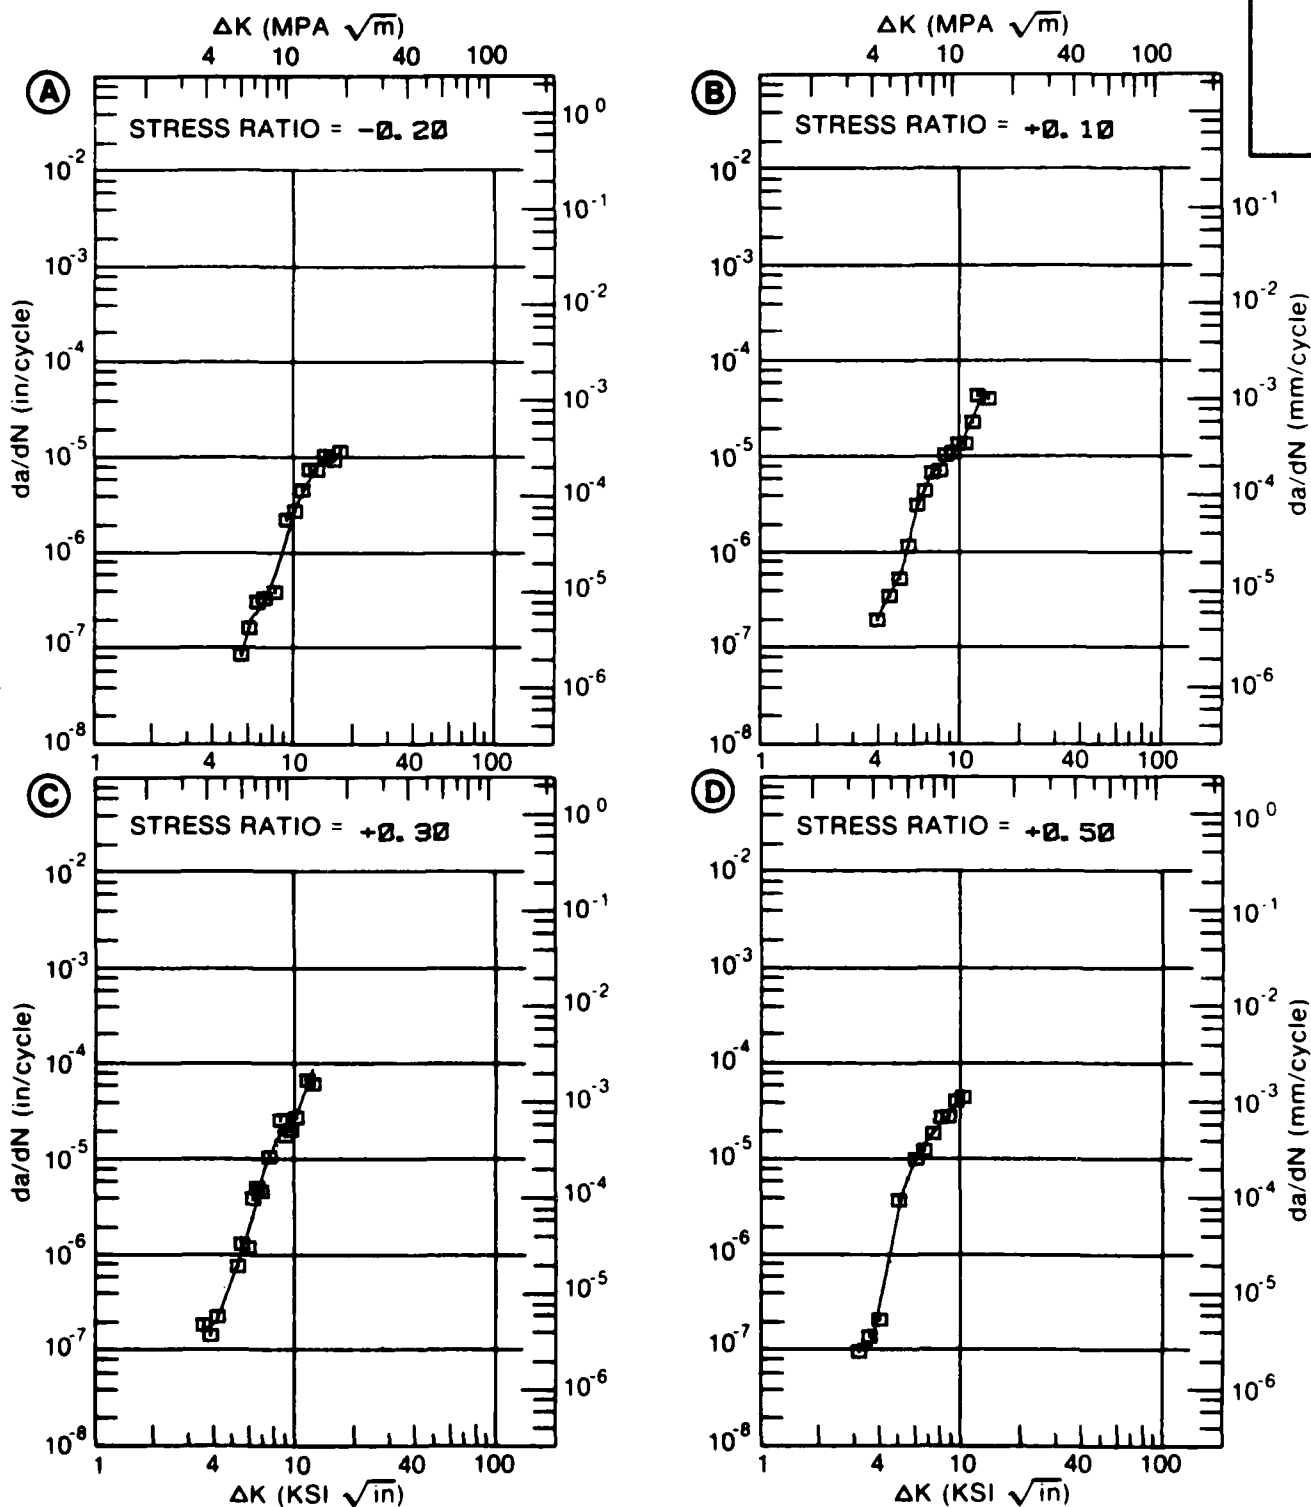 ΔK (MPA √m) ΔK (MPA √m)
4 10 40 100 4 10 40 100
A B
STRESS RATIO = -0.20 STRESS RATIO = +0.10
10^0
10^-2 10^-2
10^-1 10^-1
10^-3 10^-3
10^-2 10^-2
10^-4 10^-4
10^-3 10^-3
10^-5 10^-5
10^-4 10^-4
10^-6 10^-6
10^-5 10^-5
10^-7 10^-7
10^-6 10^-6
10^-8 10^-8
da/dN (in/cycle) da/dN (mm/cycle)
1 4 10 40 100 1 4 10 40 100
C D
STRESS RATIO = +0.30 STRESS RATIO = +0.50
10^0 10^0
10^-2 10^-2
10^-1 10^-1
10^-3 10^-3
10^-2 10^-2
10^-4 10^-4
10^-3 10^-3
10^-5 10^-5
10^-4 10^-4
10^-6 10^-6
10^-5 10^-5
10^-7 10^-7
10^-6 10^-6
10^-8 10^-8
da/dN (in/cycle) da/dN (mm/cycle)
1 4 10 40 100 1 4 10 40 100
ΔK (KSI √in) ΔK (KSI √in)